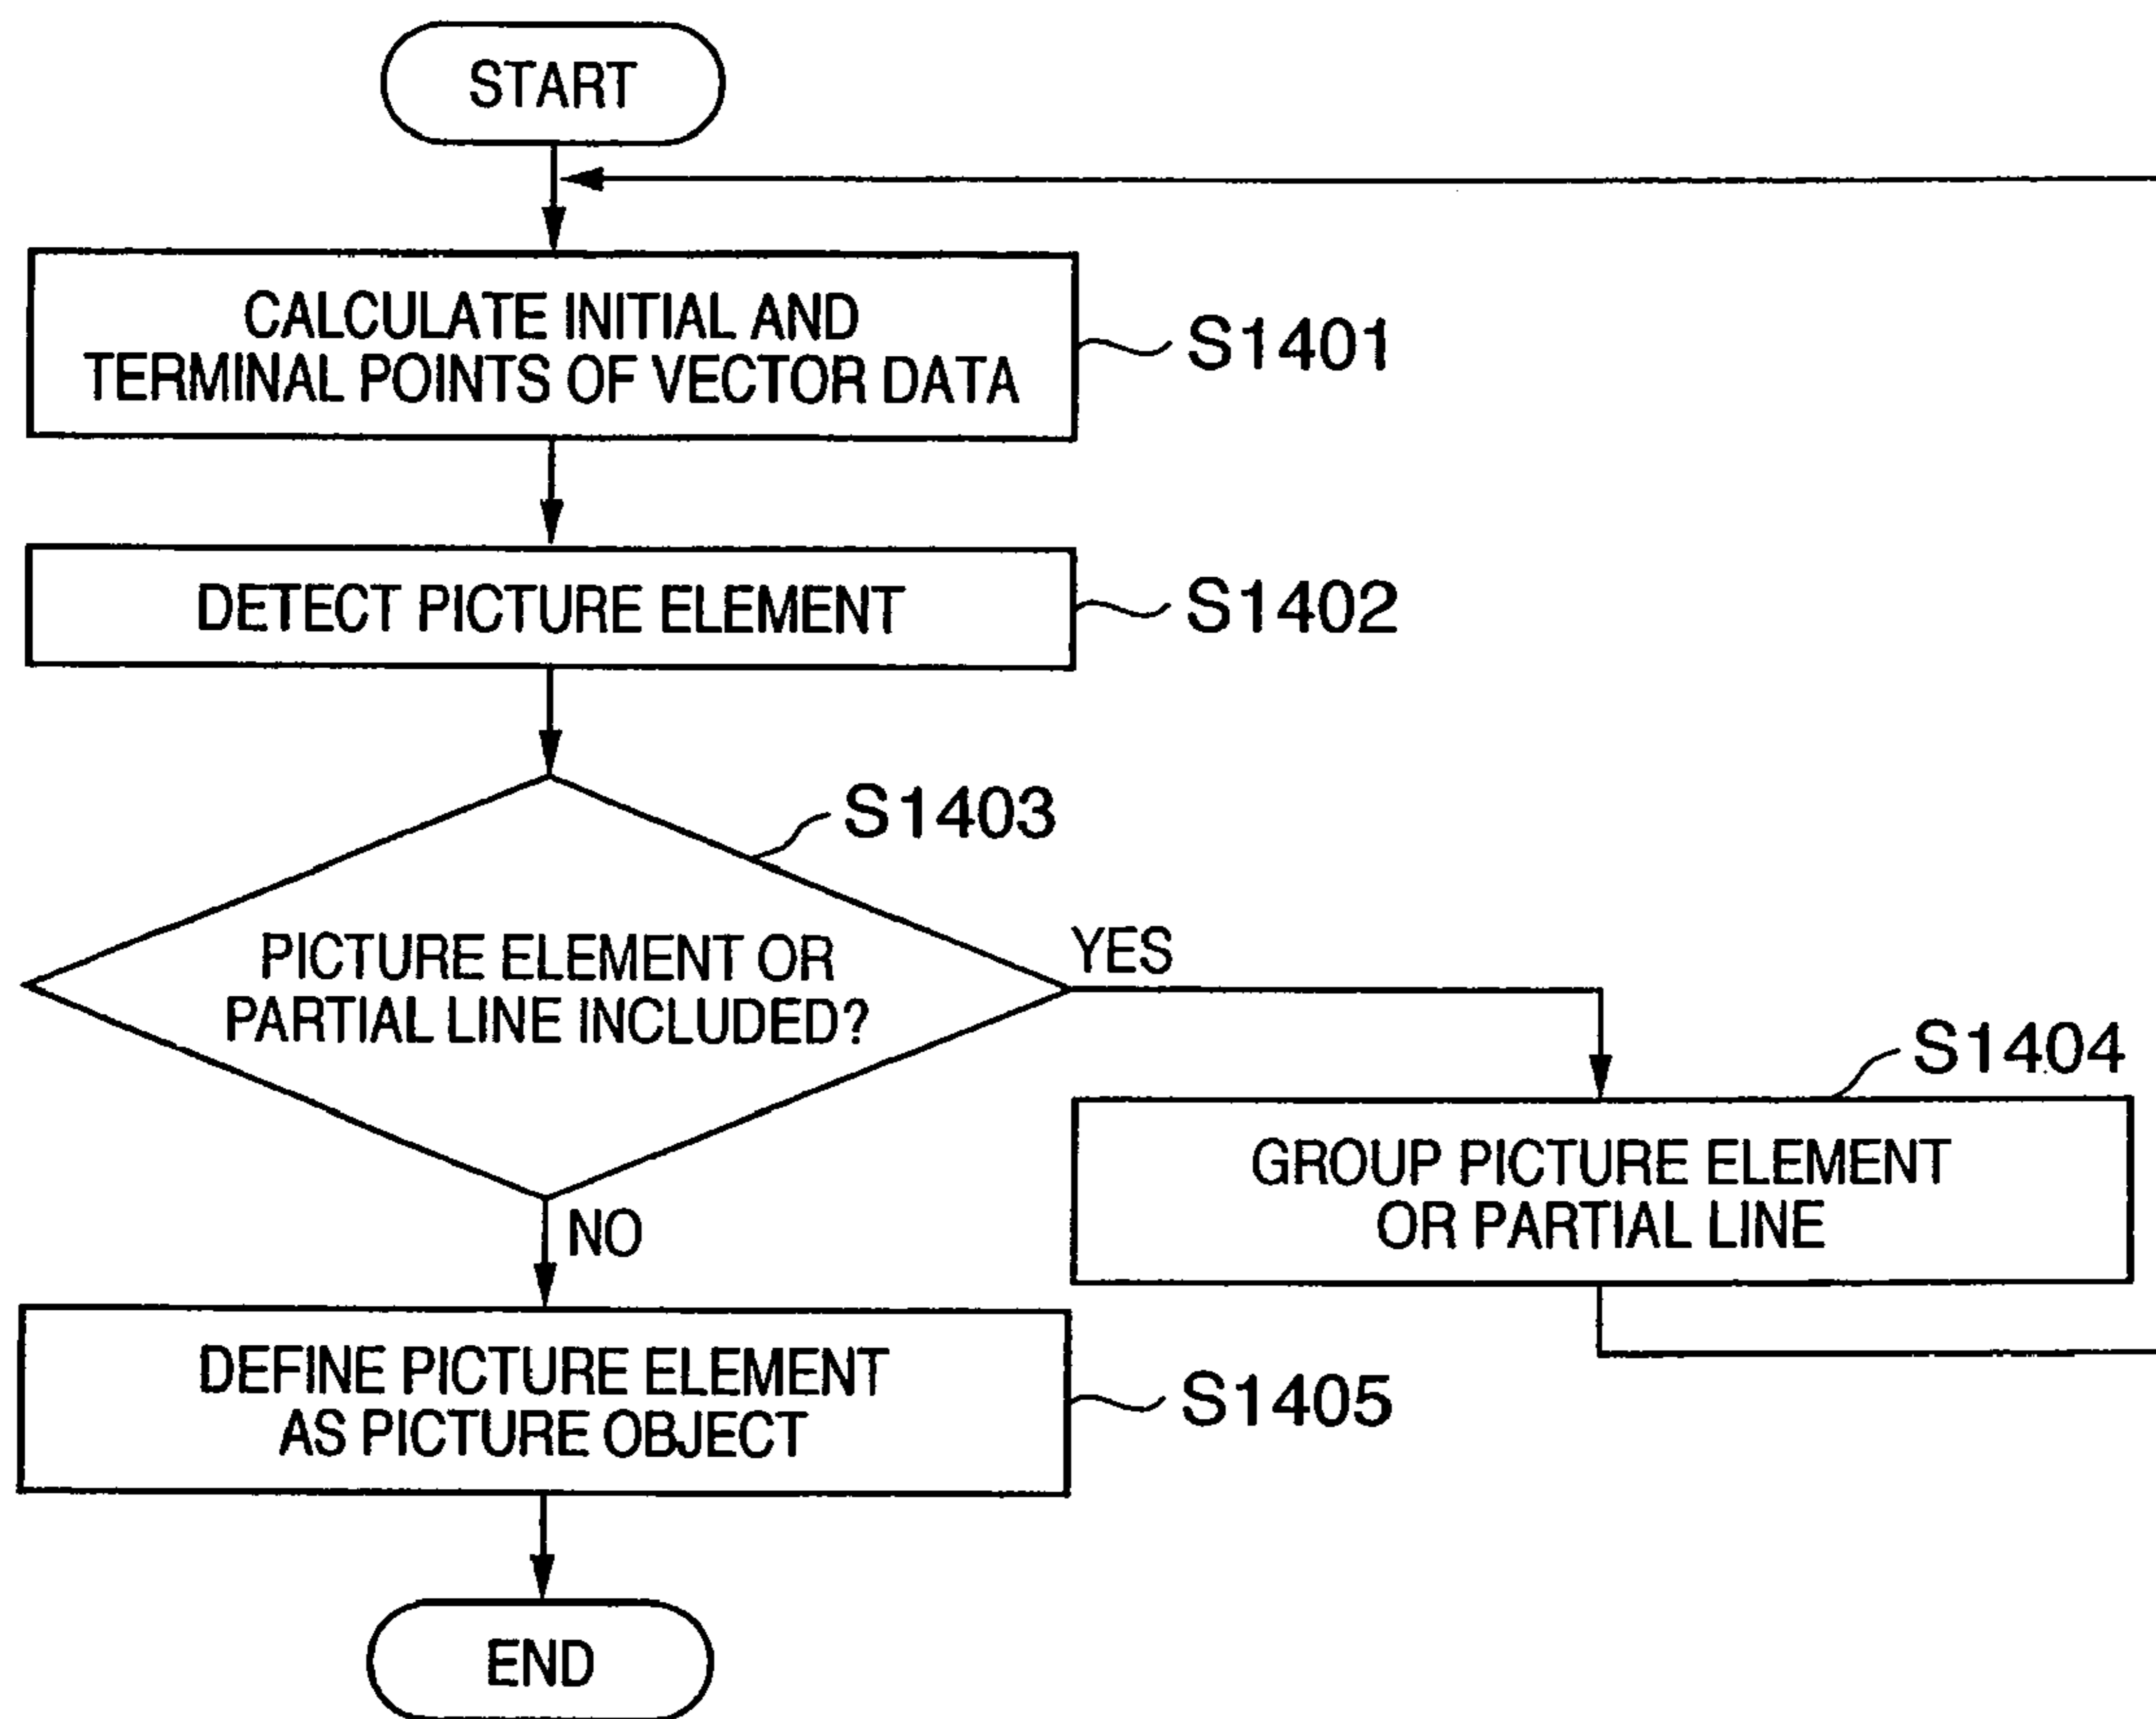 START
CALCULATE INITIAL AND
TERMINAL POINTS OF VECTOR DATA
S1401
DETECT PICTURE ELEMENT
S1402
S1403
PICTURE ELEMENT OR
PARTIAL LINE INCLUDED?
YES
S1404
GROUP PICTURE ELEMENT
OR PARTIAL LINE
NO
DEFINE PICTURE ELEMENT
AS PICTURE OBJECT
S1405
END